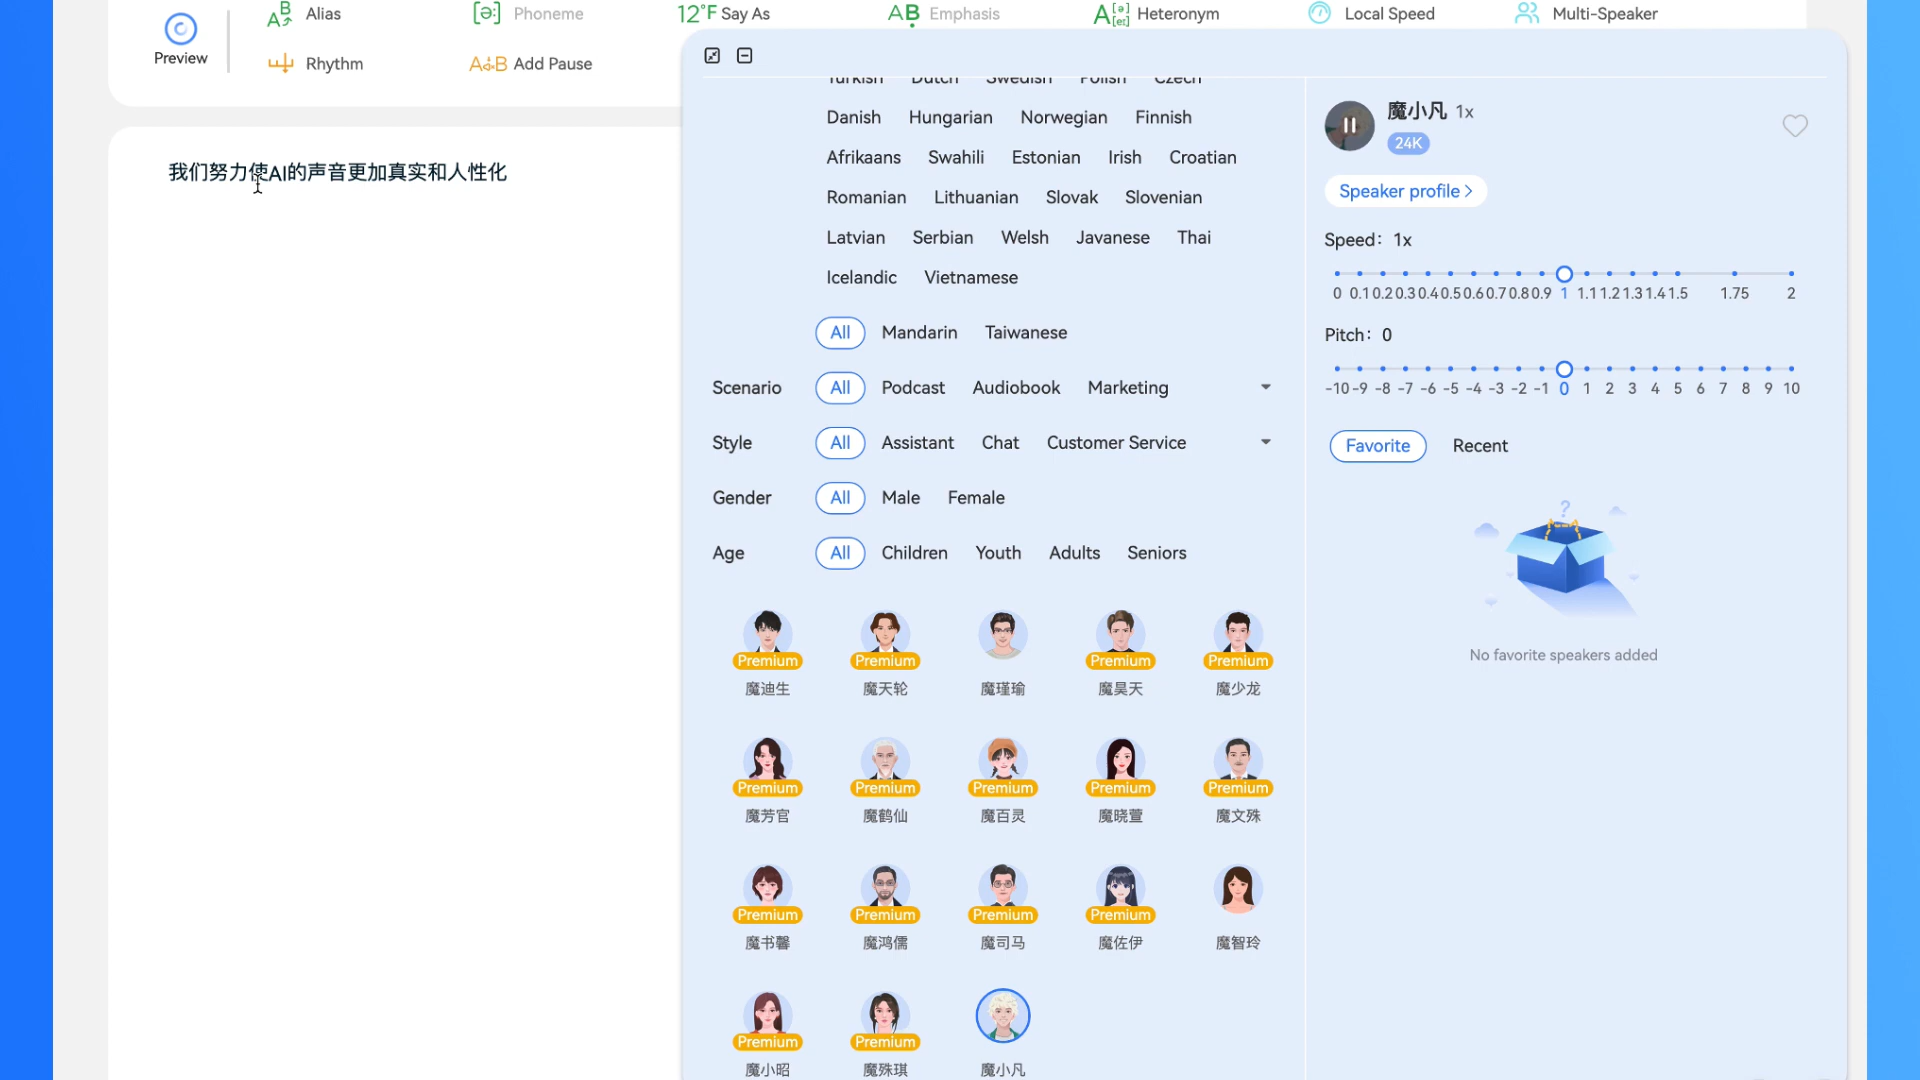 Alias
Phoneme
12°F Say As
Emphasis
Heteronym
Local Speed
Multi-Speaker
Preview
Rhythm
Add Pause
我们努力使AI的声音更加真实和人性化
Turkish Dutch Swedish Polish Czech
Danish Hungarian Norwegian Finnish
Afrikaans Swahili Estonian Irish Croatian
Romanian Lithuanian Slovak Slovenian
Latvian Serbian Welsh Javanese Thai
Icelandic Vietnamese
All Mandarin Taiwanese
Scenario All Podcast Audiobook Marketing
Style All Assistant Chat Customer Service
Gender All Male Female
Age All Children Youth Adults Seniors
Premium Premium Premium Premium
魔迪生 魔天轮 魔瑾瑜 魔昊天 魔少龙
Premium Premium Premium Premium Premium
魔芳官 魔鹤仙 魔百灵 魔晓萱 魔文殊
Premium Premium Premium Premium
魔书馨 魔鸿儒 魔司马 魔佐伊 魔智玲
Premium Premium
魔小昭 魔殊琪 魔小凡
魔小凡 1x
24K
Speaker profile >
Speed: 1x
0 0.1 0.2 0.3 0.4 0.5 0.6 0.7 0.8 0.9 1 1.1 1.2 1.3 1.4 1.5 1.75 2
Pitch: 0
-10 -9 -8 -7 -6 -5 -4 -3 -2 -1 0 1 2 3 4 5 6 7 8 9 10
Favorite Recent
No favorite speakers added